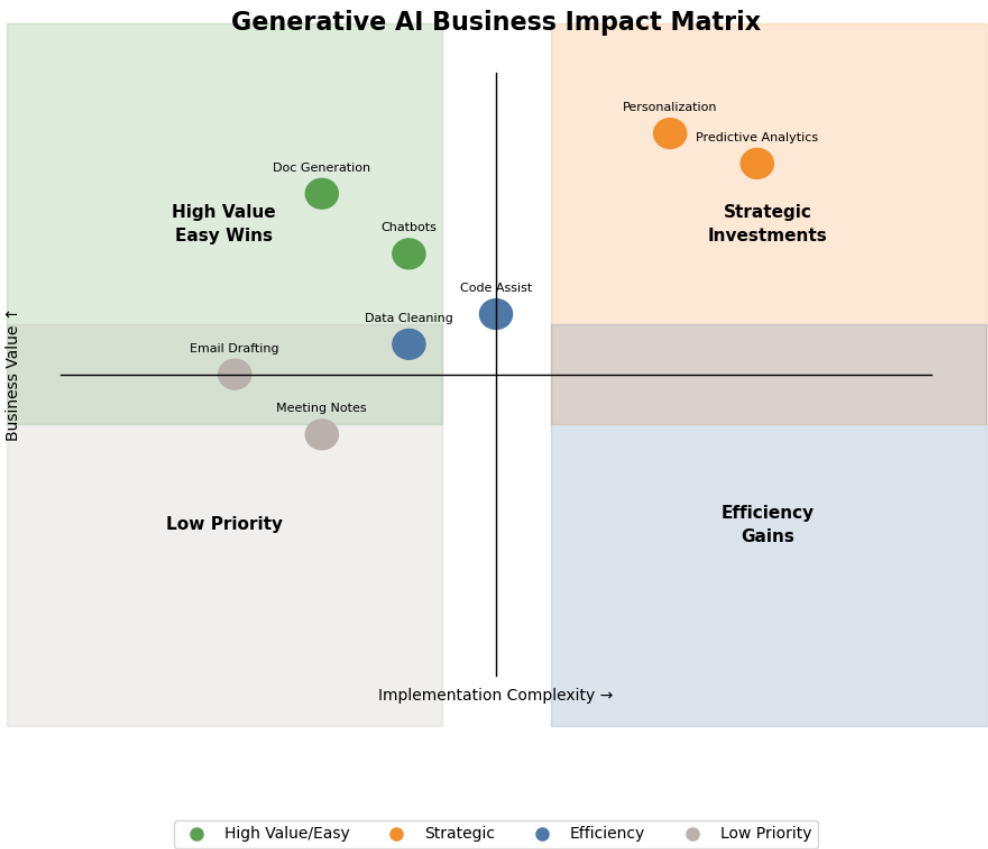 Generative AI Business Impact Matrix
Personalization
Predictive Analytics
Doc Generation
High Value
Easy Wins
Strategic
Investments
Chatbots
Code Assist
Data Cleaning
Email Drafting
Business Value ↑
Meeting Notes
Low Priority
Efficiency
Gains
Implementation Complexity →
High Value/Easy
Strategic
Efficiency
Low Priority